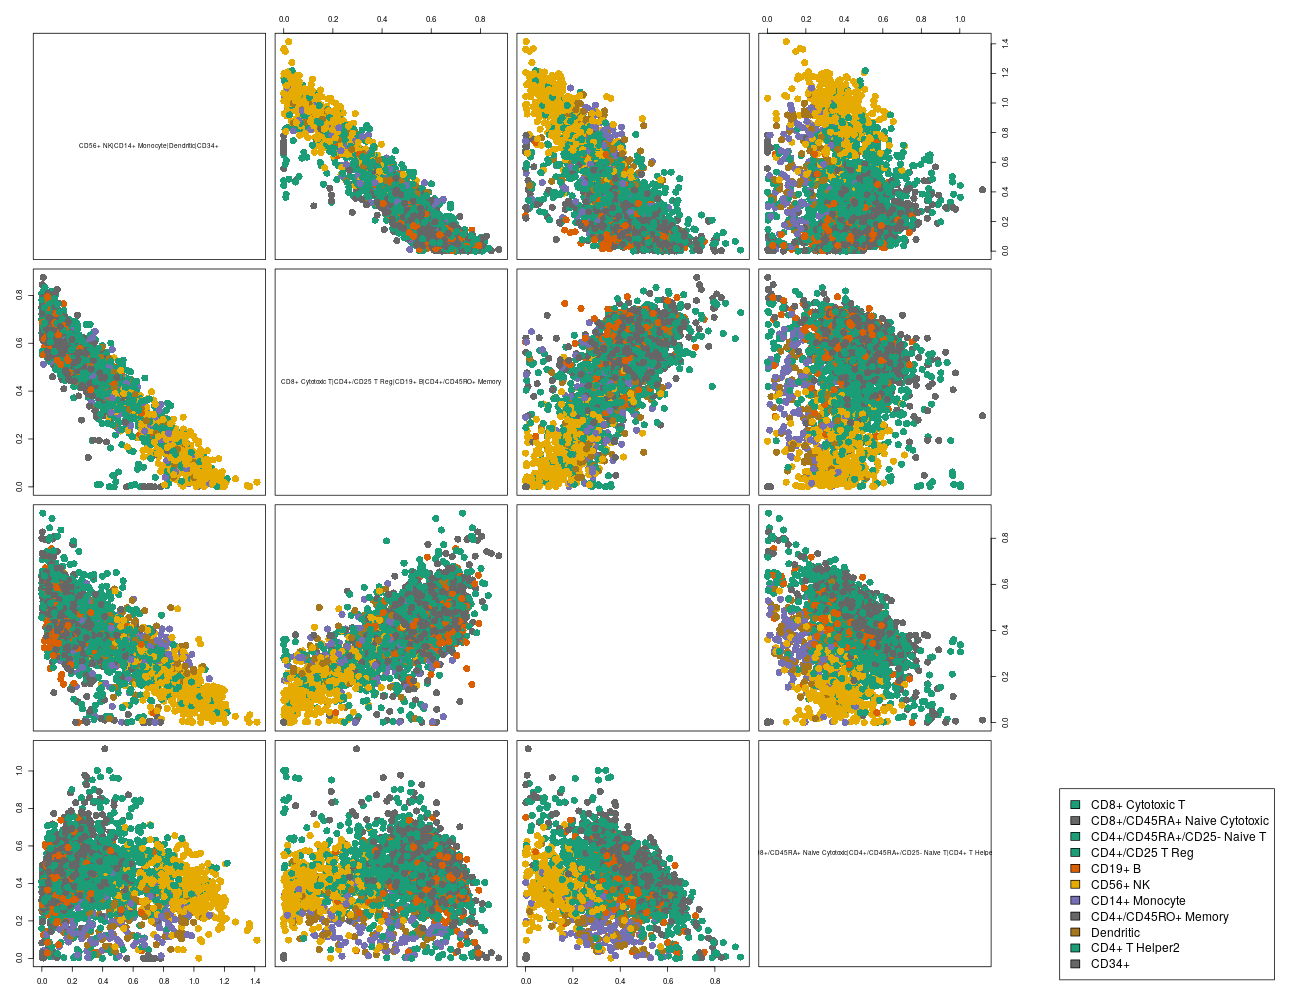 0.0 0.2 0.4 0.6 0.8
0.0 0.2 0.4 0.6 0.8 1.0
CD56+ NK|CD14+ Monocyte|Dendritic|CD34+
0.0 0.2 0.4 0.6 0.8 1.0 1.2 1.4
0.0 0.2 0.4 0.6 0.8
CD8+ Cytotoxic T|CD4+/CD25 T Reg|CD19+ B|CD4+/CD45RO+ Memory
0.0 0.2 0.4 0.6 0.8
0.0 0.2 0.4 0.6 0.8 1.0
8+/CD45RA+ Naive Cytotoxic|CD4+/CD45RA+/CD25- Naive T|CD4+ T Helpe
0.0 0.2 0.4 0.6 0.8 1.0 1.2 1.4
0.0 0.2 0.4 0.6 0.8
CD8+ Cytotoxic T
CD8+/CD45RA+ Naive Cytotoxic
CD4+/CD45RA+/CD25- Naive T
CD4+/CD25 T Reg
CD19+ B
CD56+ NK
CD14+ Monocyte
CD4+/CD45RO+ Memory
Dendritic
CD4+ T Helper2
CD34+